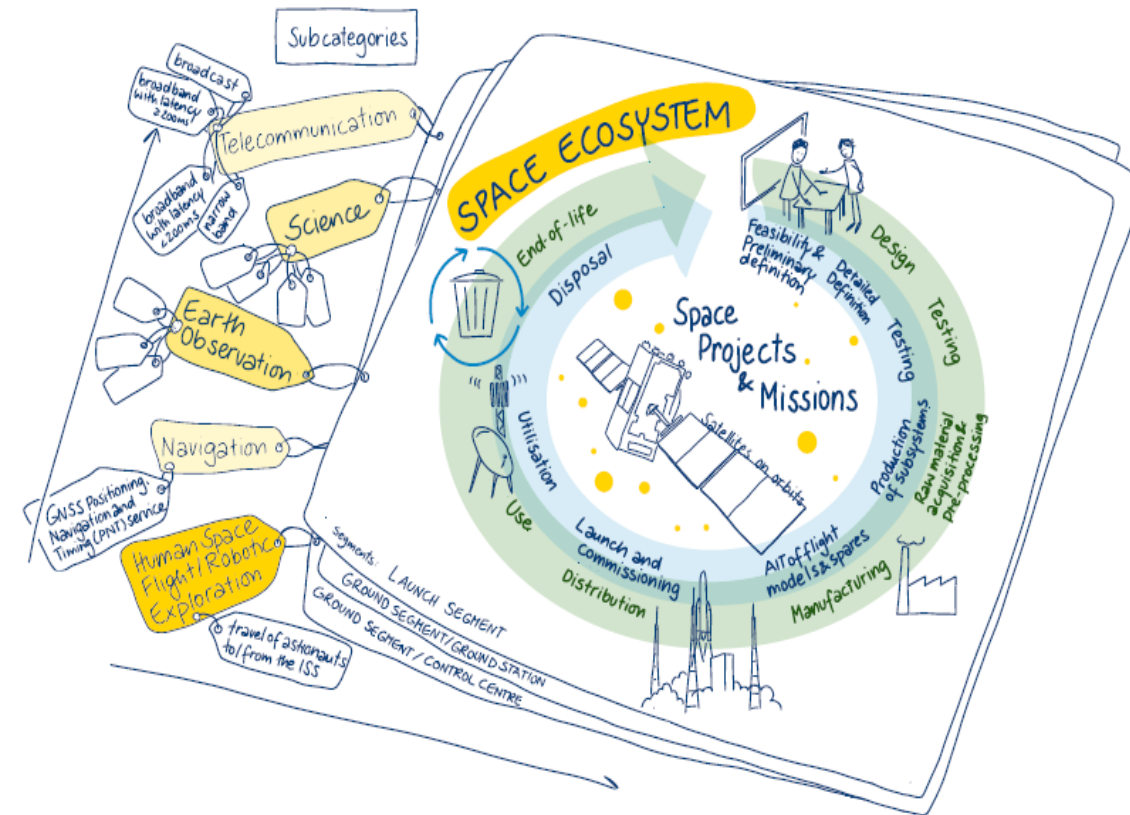 Subcategories
broadcast
broadband
with latency
≥200ms
Telecommunication
broadband
with latency
<200ms
narrow
band
Science
Earth
Observation
Navigation
GNSS Positioning,
Navigation and
Timing (PNT) service
Human Space
Flight/Robotic
Exploration
travel of astronauts
to/from the ISS
Segments: LAUNCH SEGMENT
GROUND SEGMENT/GROUND STATION
GROUND SEGMENT/CONTROL CENTRE
SPACE ECOSYSTEM
Design
Testing
Raw material
acquisition &
pre-processing
Manufacturing
Distribution
Use
End-of-life
Feasibility &
Preliminary
definition
Detailed
Definition
Testing
Production
of subsystems
AIT of flight
models & spares
Launch and
commissioning
Utilisation
Disposal
Space
Projects
& Missions
Satellites on orbits